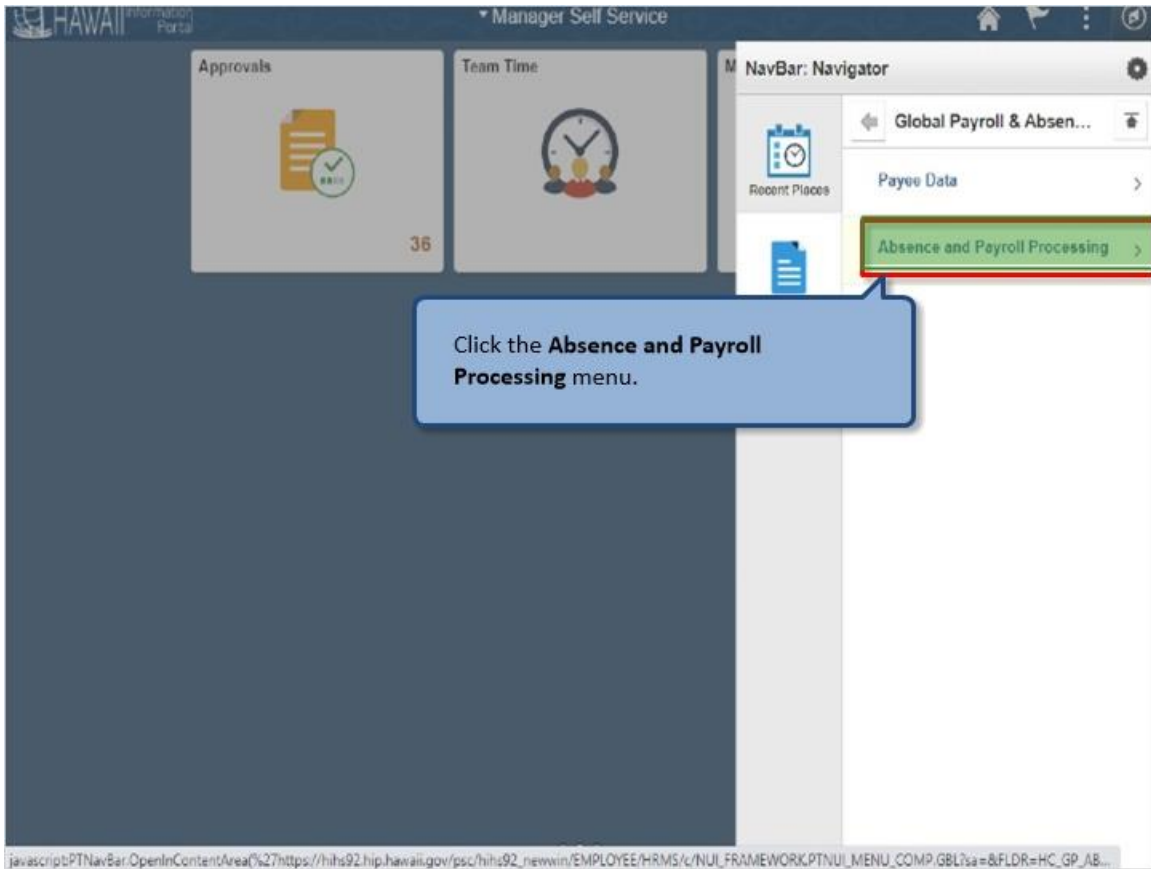 HAWAII Information
Portal
Manager Self Service
Approvals
36
Team Time
M
NavBar: Navigator
Recent Places
Global Payroll & Absen...
Payee Data
Absence and Payroll Processing
Click the Absence and Payroll
Processing menu.
javascript:PTNavBar.OpenInContentArea(%27https://hihs92.hip.hawaii.gov/psc/hihs92_newwin/EMPLOYEE/HRMS/c/NUI_FRAMEWORK.PTNUI_MENU_COMP.GBL?sa=&FLDR=HC_GP_AB...